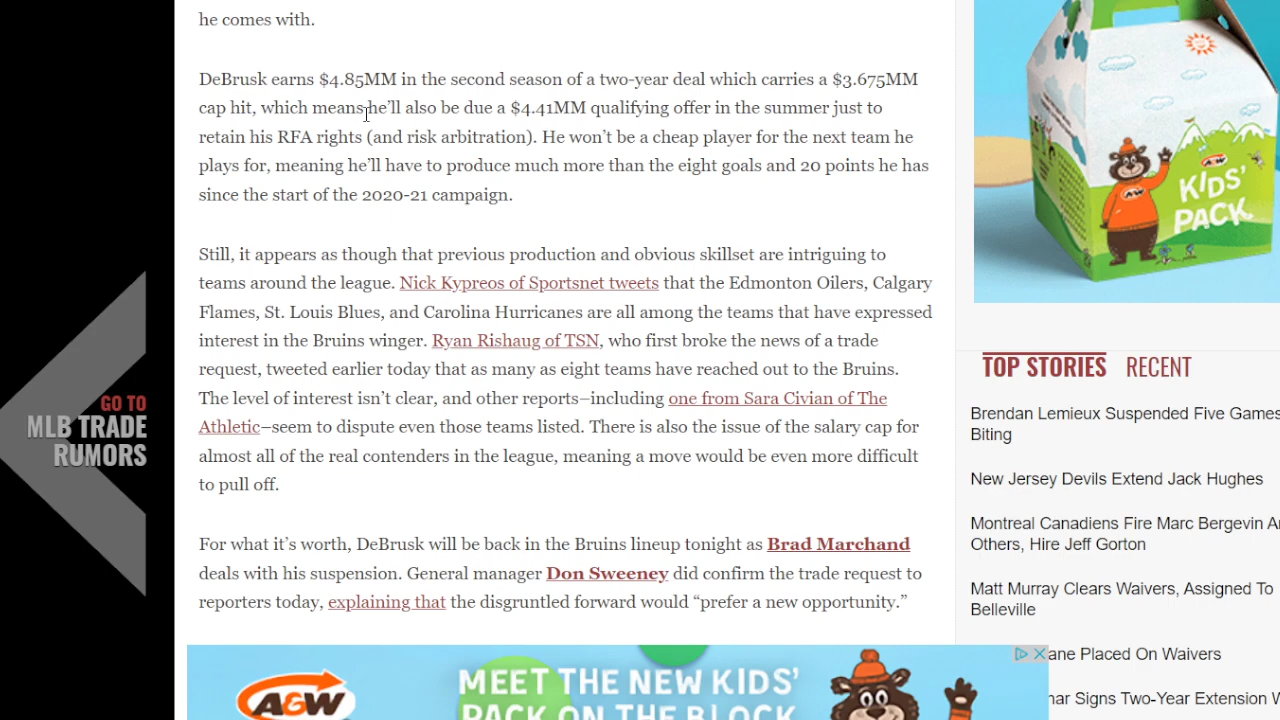 he comes with.
DeBrusk earns $4.85MM in the second season of a two-year deal which carries a $3.675MM
cap hit, which means he'll also be due a $4.41MM qualifying offer in the summer just to
retain his RFA rights (and risk arbitration). He won't be a cheap player for the next team he
plays for, meaning he'll have to produce much more than the eight goals and 20 points he has
since the start of the 2020-21 campaign.
Still, it appears as though that previous production and obvious skillset are intriguing to
teams around the league. Nick Kypreos of Sportsnet tweets that the Edmonton Oilers, Calgary
Flames, St. Louis Blues, and Carolina Hurricanes are all among the teams that have expressed
interest in the Bruins winger. Ryan Rishaug of TSN, who first broke the news of a trade
request, tweeted earlier today that as many as eight teams have reached out to the Bruins.
The level of interest isn't clear, and other reports–including one from Sara Civian of The
Athletic–seem to dispute even those teams listed. There is also the issue of the salary cap for
almost all of the real contenders in the league, meaning a move would be even more difficult
to pull off.
For what it's worth, DeBrusk will be back in the Bruins lineup tonight as Brad Marchand
deals with his suspension. General manager Don Sweeney did confirm the trade request to
reporters today, explaining that the disgruntled forward would “prefer a new opportunity.”
GO TO
MLB TRADE
RUMORS
A&W
A&W
KIDS'
PACK
TOP STORIES RECENT
Brendan Lemieux Suspended Five Games
Biting
New Jersey Devils Extend Jack Hughes
Montreal Canadiens Fire Marc Bergevin
Others, Hire Jeff Gorton
Matt Murray Clears Waivers, Assigned To
Belleville
ane Placed On Waivers
nar Signs Two-Year Extension
A&W
MEET THE NEW KIDS'
PACK ON THE BLOCK